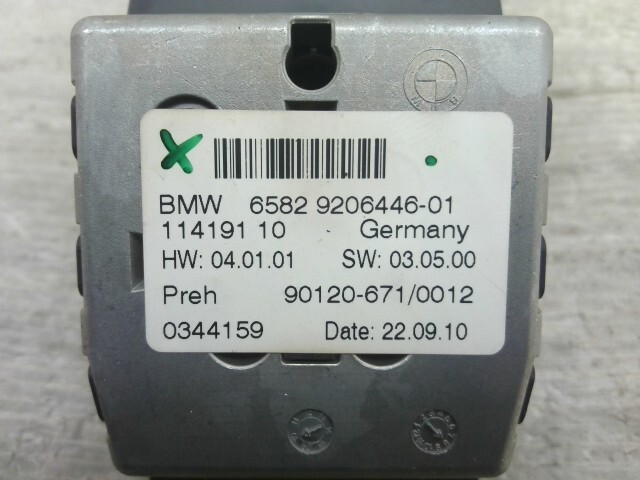 BMW 6582 9206446-01
114191 10 Germany
HW: 04.01.01 SW: 03.05.00
Preh 90120-671/0012
0344159 Date: 22.09.10